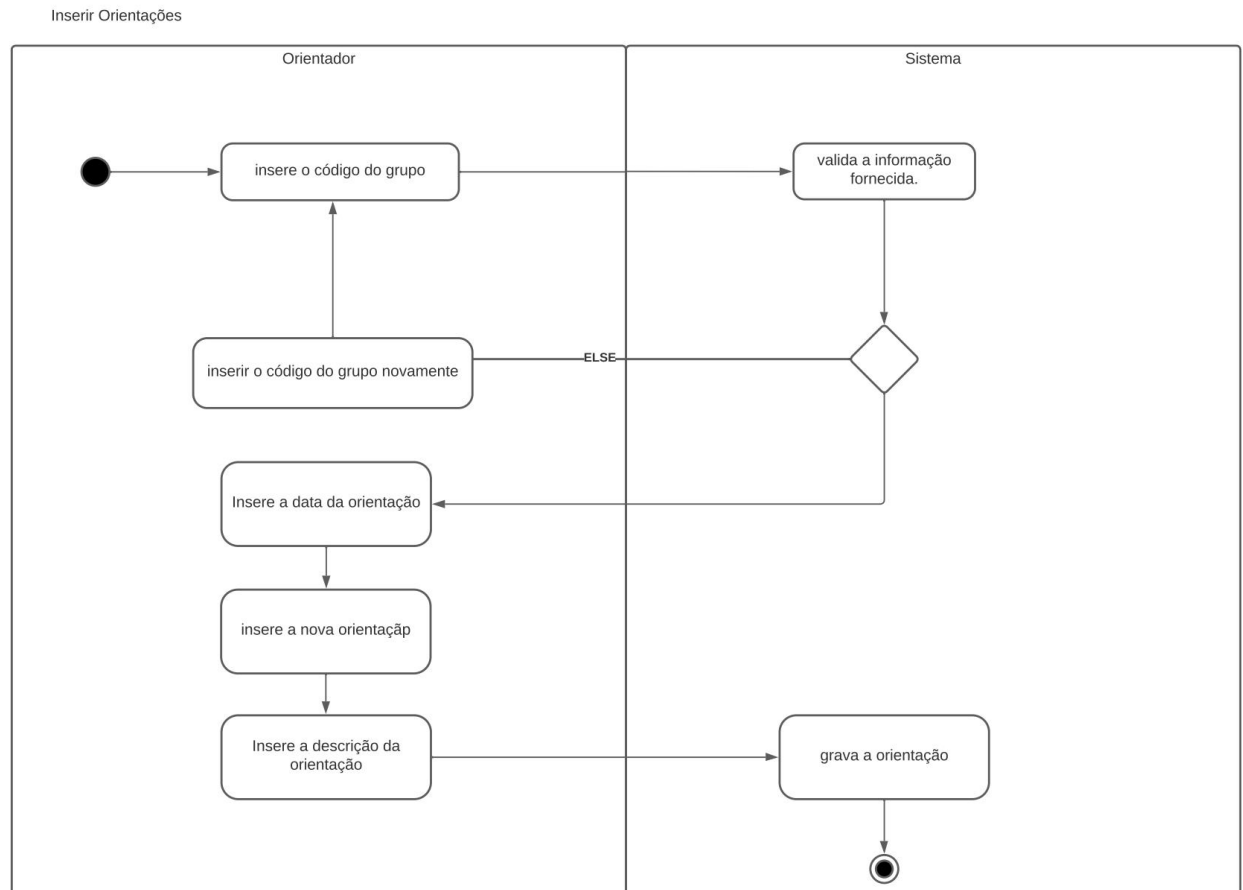 Inserir Orientações
Orientador
Sistema
insere o código do grupo
valida a informação
fornecida.
inserir o código do grupo novamente
ELSE
Insere a data da orientação
insere a nova orientaçãp
Insere a descrição da
orientação
grava a orientação